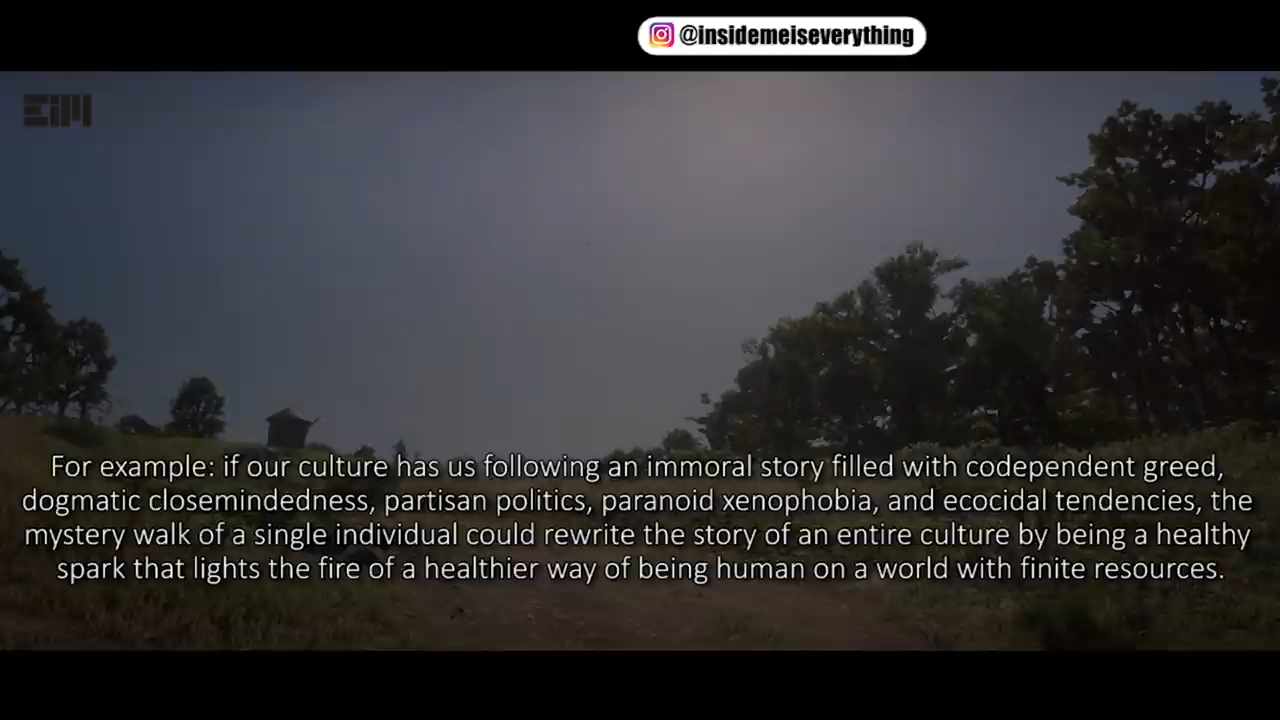 @insidemeiseverything
EiM
For example: if our culture has us following an immoral story filled with codependent greed,
dogmatic closemindedness, partisan politics, paranoid xenophobia, and ecocidal tendencies, the
mystery walk of a single individual could rewrite the story of an entire culture by being a healthy
spark that lights the fire of a healthier way of being human on a world with finite resources.